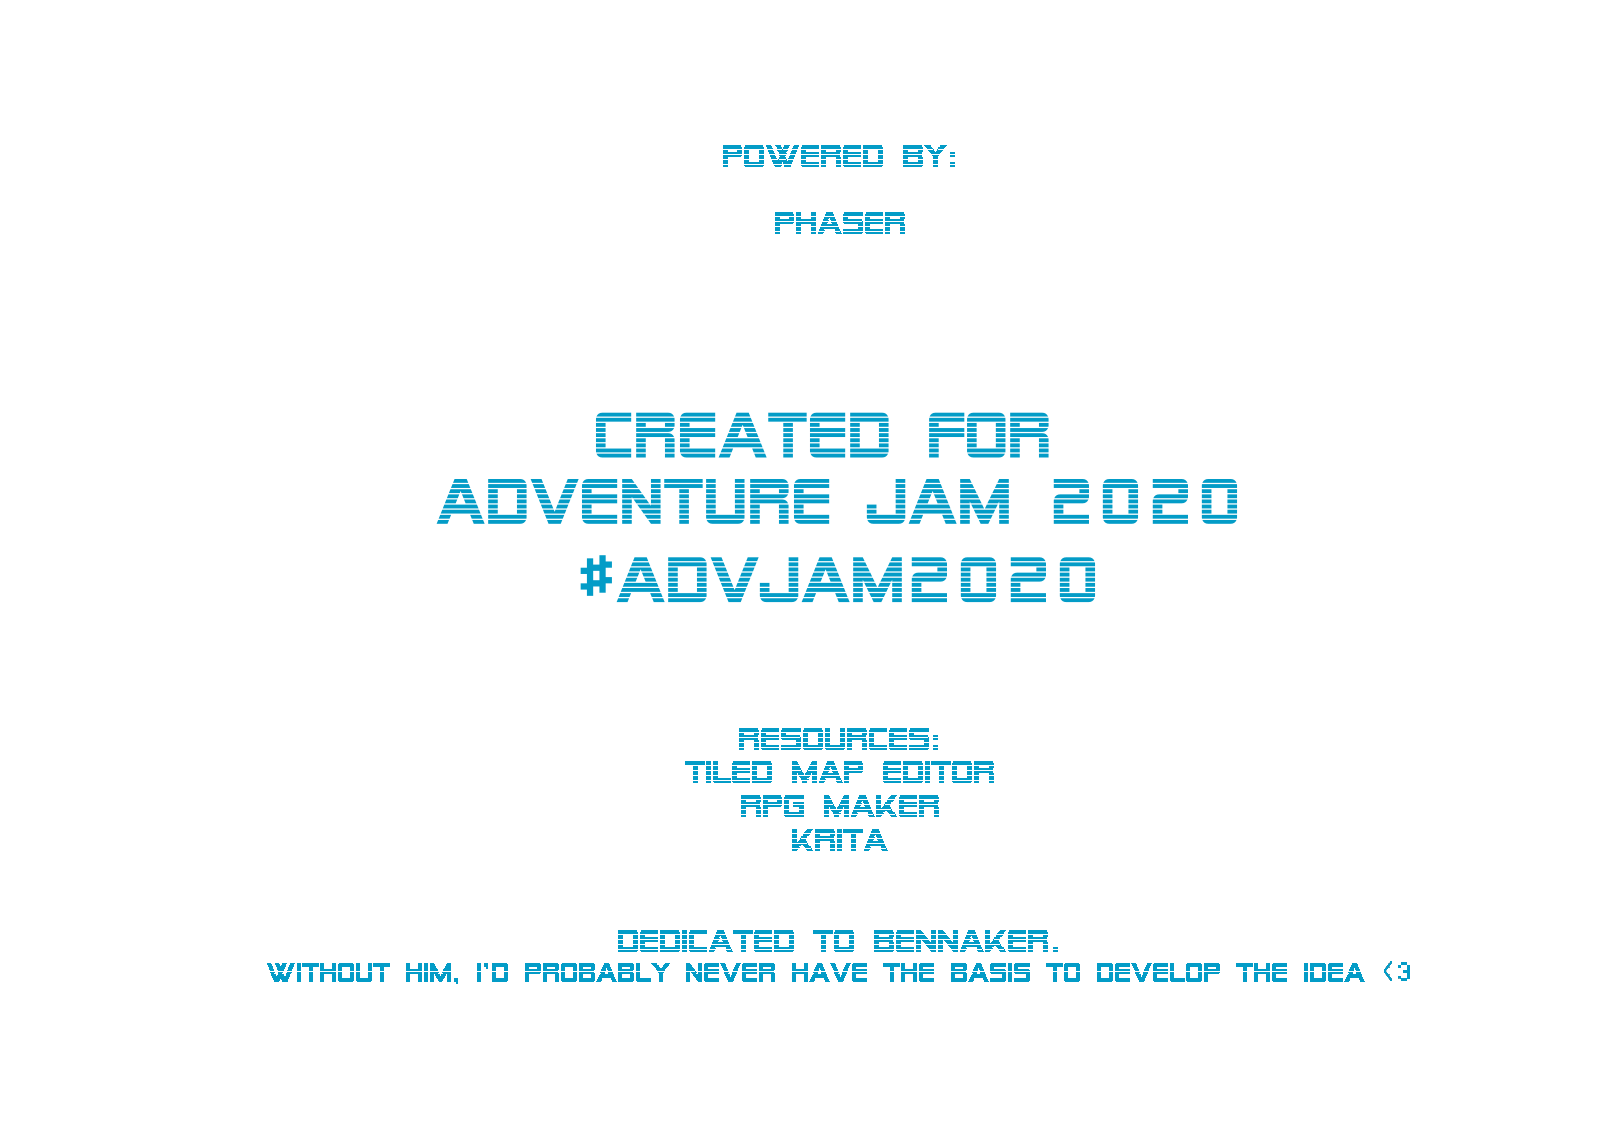 POWERED BY:
PHASER
CREATED FOR
ADVENTURE JAM 2020
#ADVJAM2020
RESOURCES:
TILED MAP EDITOR
RPG MAKER
KRITA
DEDICATED TO BENNAKER.
WITHOUT HIM, I'D PROBABLY NEVER HAVE THE BASIS TO DEVELOP THE IDEA <3